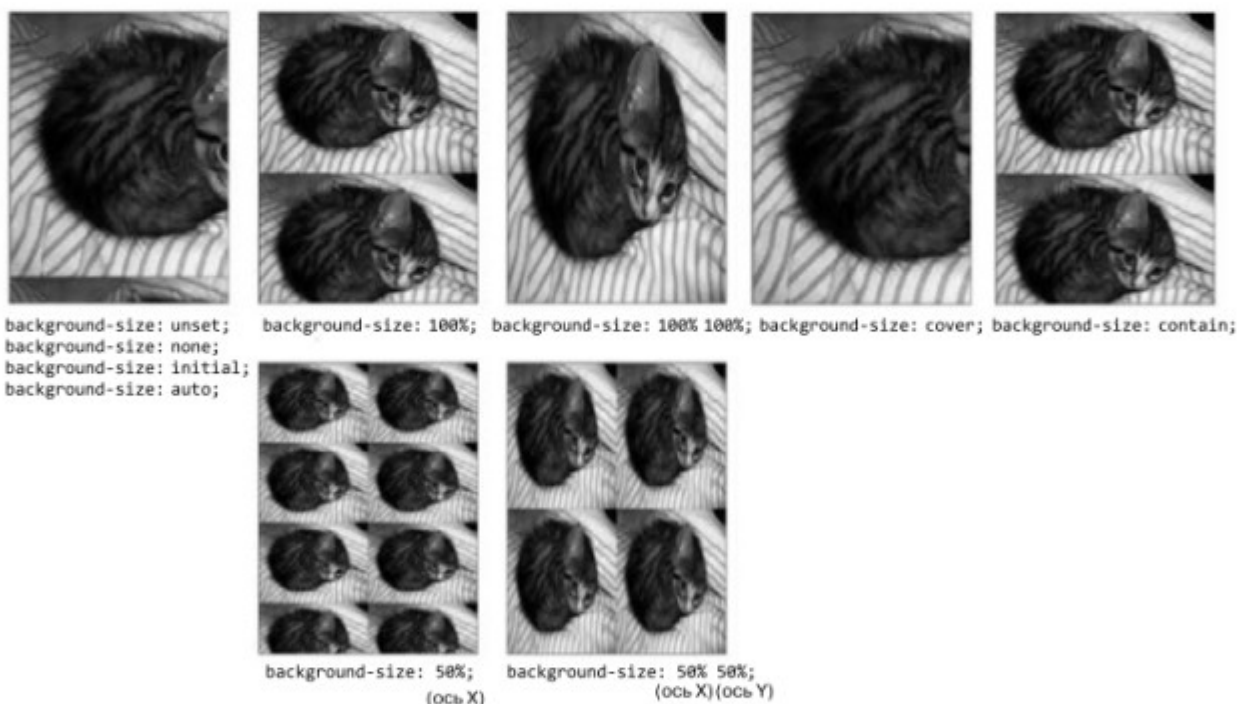 background-size: unset;
background-size: none;
background-size: initial;
background-size: auto;
background-size: 100%;
background-size: 100% 100%;
background-size: cover;
background-size: contain;
background-size: 50%;
(ось X)
background-size: 50% 50%;
(ось X)(ось Y)